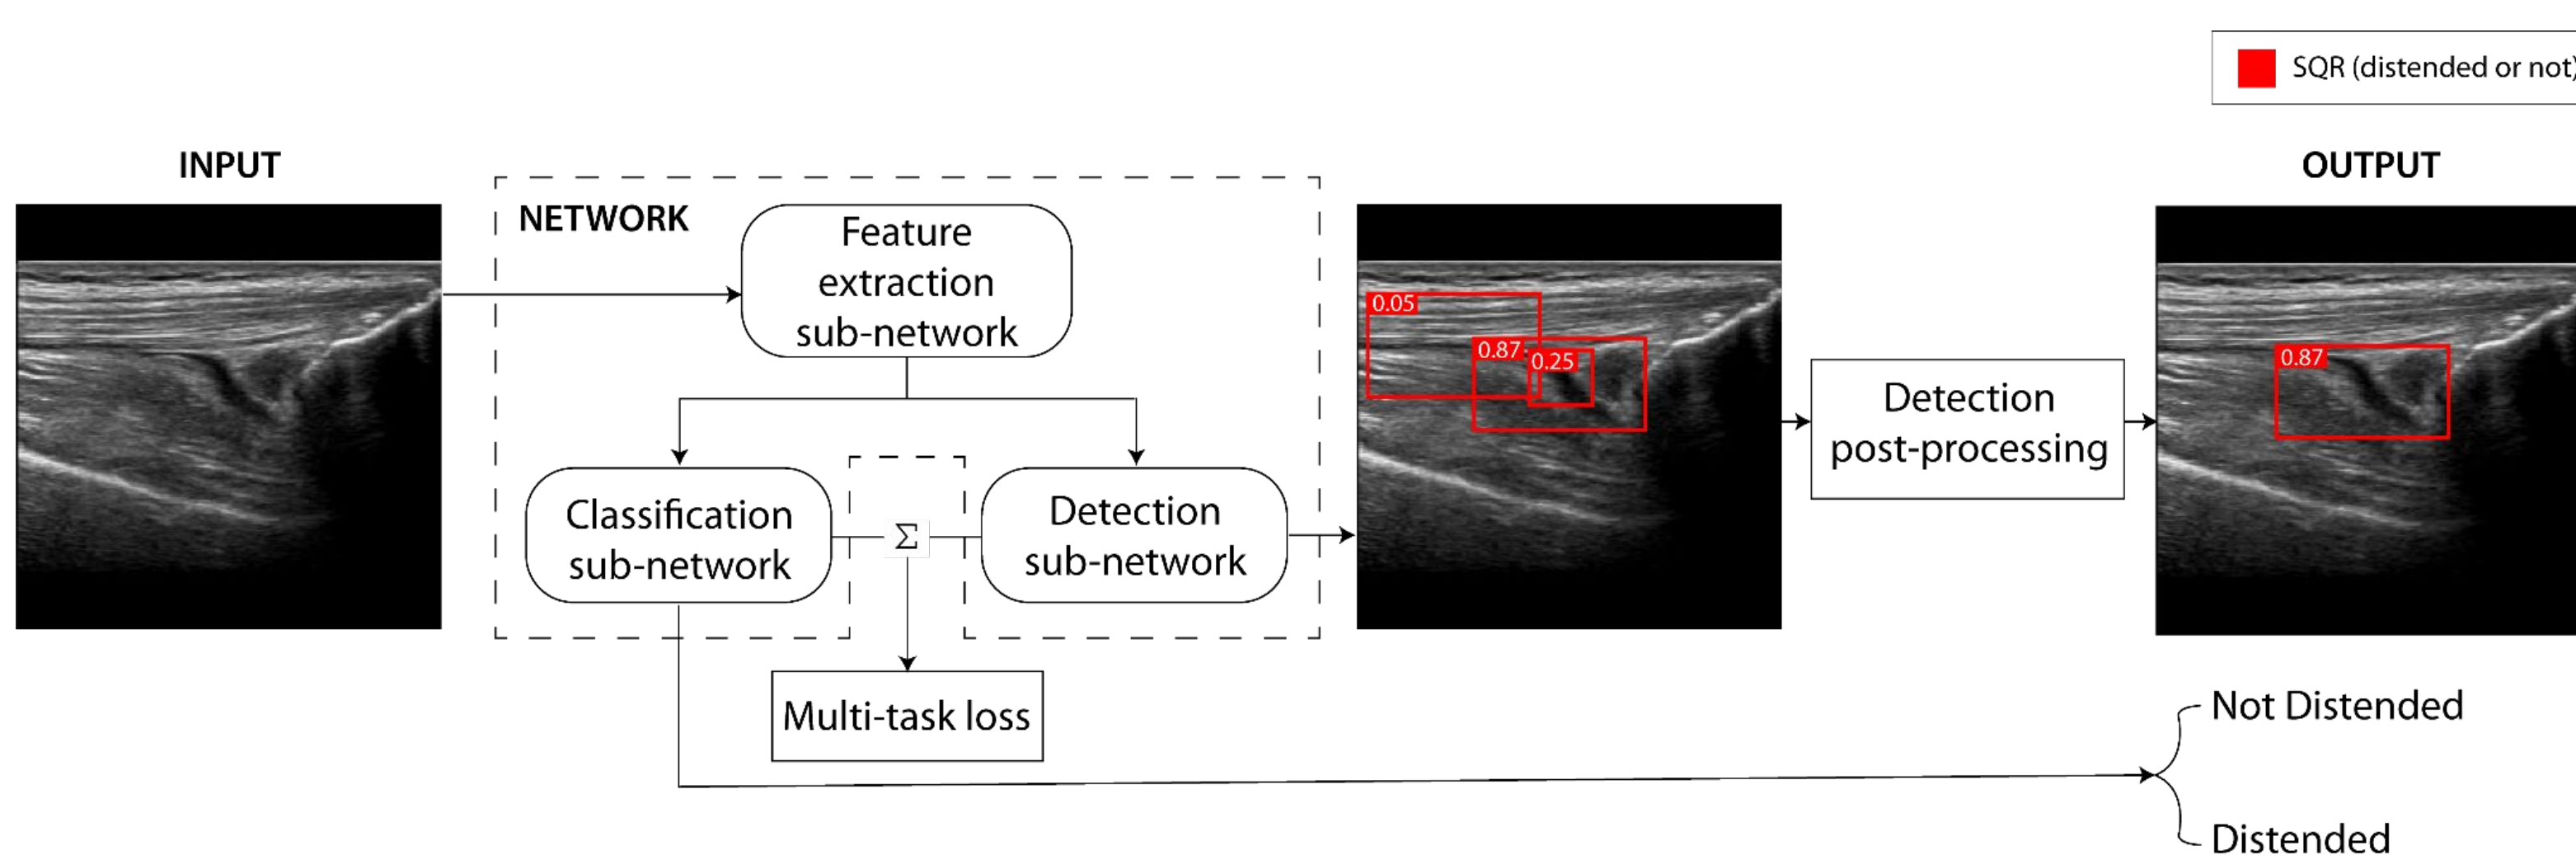 SQR (distended or not)
INPUT
OUTPUT
NETWORK
Feature
extraction
sub-network
Classification
sub-network
Σ
Detection
sub-network
Multi-task loss
0.05
0.87
0.25
Detection
post-processing
0.87
Not Distended
Distended